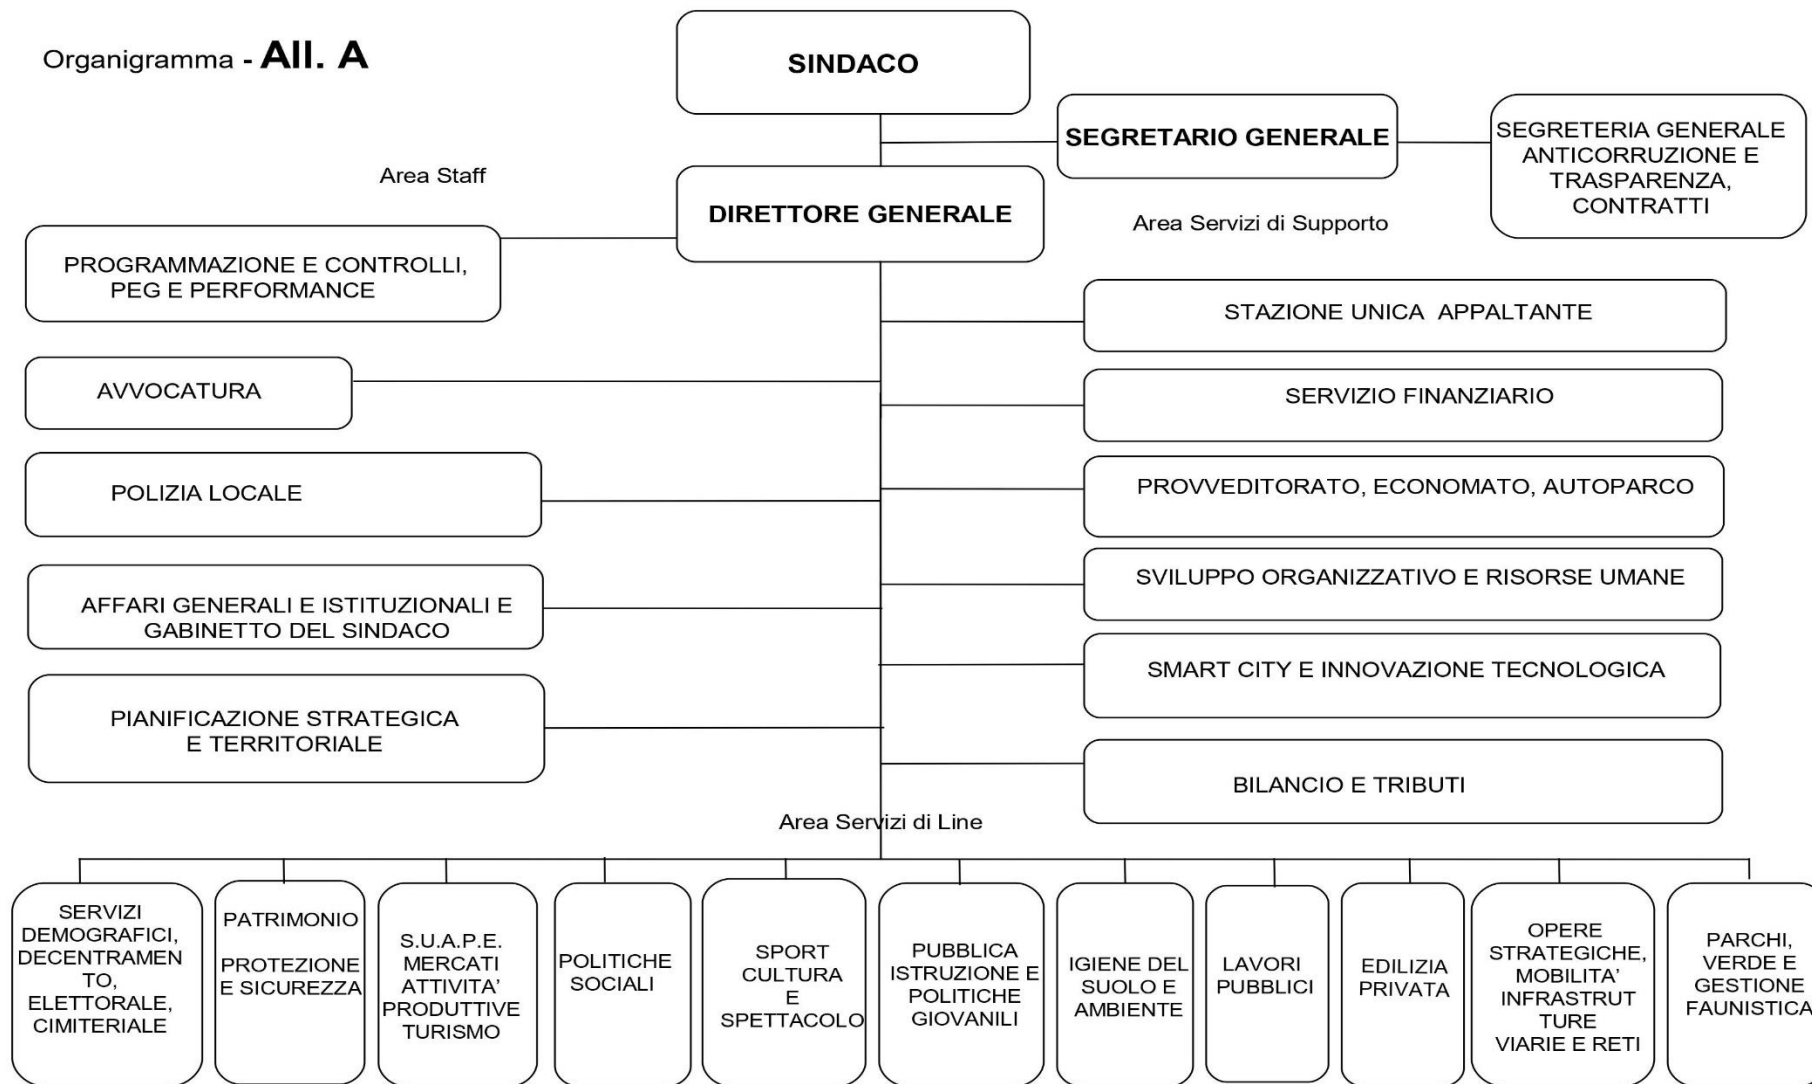 Organigramma - All. A
SINDACO
SEGRETARIO GENERALE
SEGRETERIA GENERALE
ANTICORRUZIONE E
TRASPARENZA,
CONTRATTI
Area Staff
DIRETTORE GENERALE
Area Servizi di Supporto
PROGRAMMAZIONE E CONTROLLI,
PEG E PERFORMANCE
AVVOCATURA
POLIZIA LOCALE
AFFARI GENERALI E ISTITUZIONALI E
GABINETTO DEL SINDACO
PIANIFICAZIONE STRATEGICA
E TERRITORIALE
STAZIONE UNICA APPALTANTE
SERVIZIO FINANZIARIO
PROVVEDITORATO, ECONOMATO, AUTOPARCO
SVILUPPO ORGANIZZATIVO E RISORSE UMANE
SMART CITY E INNOVAZIONE TECNOLOGICA
BILANCIO E TRIBUTI
Area Servizi di Line
SERVIZI
DEMOGRAFICI,
DECENTRAMEN
TO,
ELETTORALE,
CIMITERIALE
PATRIMONIO
PROTEZIONE
E SICUREZZA
S.U.A.P.E.
MERCATI
ATTIVITA’
PRODUTTIVE
TURISMO
POLITICHE
SOCIALI
SPORT
CULTURA
E
SPETTACOLO
PUBBLICA
ISTRUZIONE E
POLITICHE
GIOVANILI
IGIENE DEL
SUOLO E
AMBIENTE
LAVORI
PUBBLICI
EDILIZIA
PRIVATA
OPERE
STRATEGICHE,
MOBILITA’
INFRASTRUT
TURE
VIARIE E RETI
PARCHI,
VERDE E
GESTIONE
FAUNISTICA